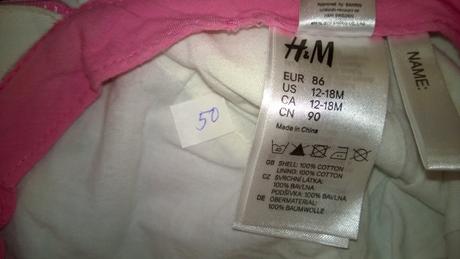 H&M
EUR 86
US 12-18M
CA 12-18M
CN 90
Made in China
GB SHELL: 100% COTTON
LINING: 100% COTTON
CZ SVRCHNÍ LÁTKA:
100% BAVLNA
PODŠÍVKA: 100% BAVLNA
DE OBERMATERIAL:
100% BAUMWOLLE
NAME:
50